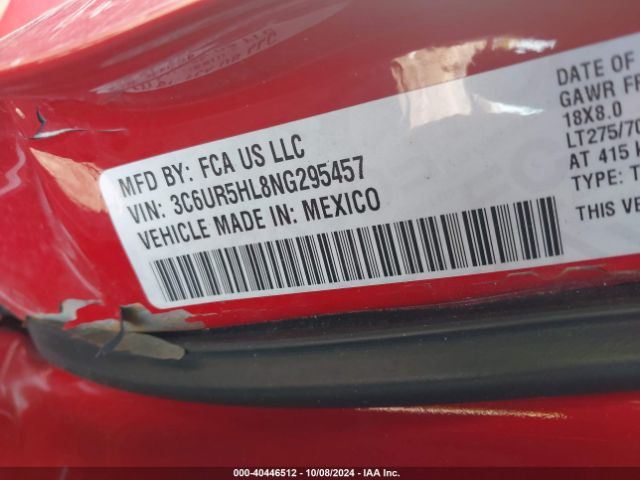 MFD BY: FCA US LLC
VIN: 3C6UR5HL8NG295457
VEHICLE MADE IN: MEXICO
DATE OF
GAWR FR
18X8.0
LT275/70
AT 415
TYPE: T
THIS VE
000-40446512 - 10/08/2024 - IAA Inc.